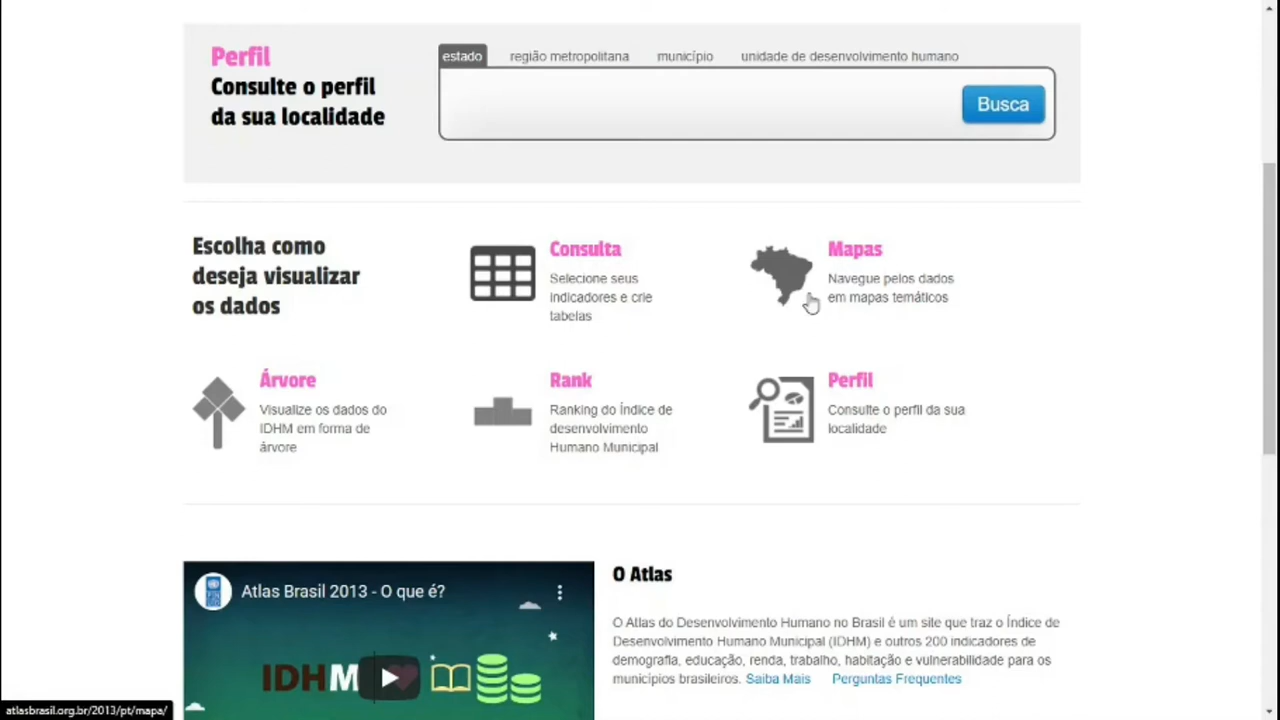 Perfil
Consulte o perfil
da sua localidade
estado região metropolitana município unidade de desenvolvimento humano
Busca
Escolha como
deseja visualizar
os dados
Consulta
Selecione seus
indicadores e crie
tabelas
Mapas
Navegue pelos dados
em mapas temáticos
Árvore
Visualize os dados do
IDHM em forma de
árvore
Rank
Ranking do Índice de
desenvolvimento
Humano Municipal
Perfil
Consulte o perfil da sua
localidade
Atlas Brasil 2013 - O que é?
IDHM
O Atlas
O Atlas do Desenvolvimento Humano no Brasil é um site que traz o Índice de
Desenvolvimento Humano Municipal (IDHM) e outros 200 indicadores de
demografia, educação, renda, trabalho, habitação e vulnerabilidade para os
municípios brasileiros. Saiba Mais Perguntas Frequentes
atlasbrasil.org.br/2013/pt/mapa/